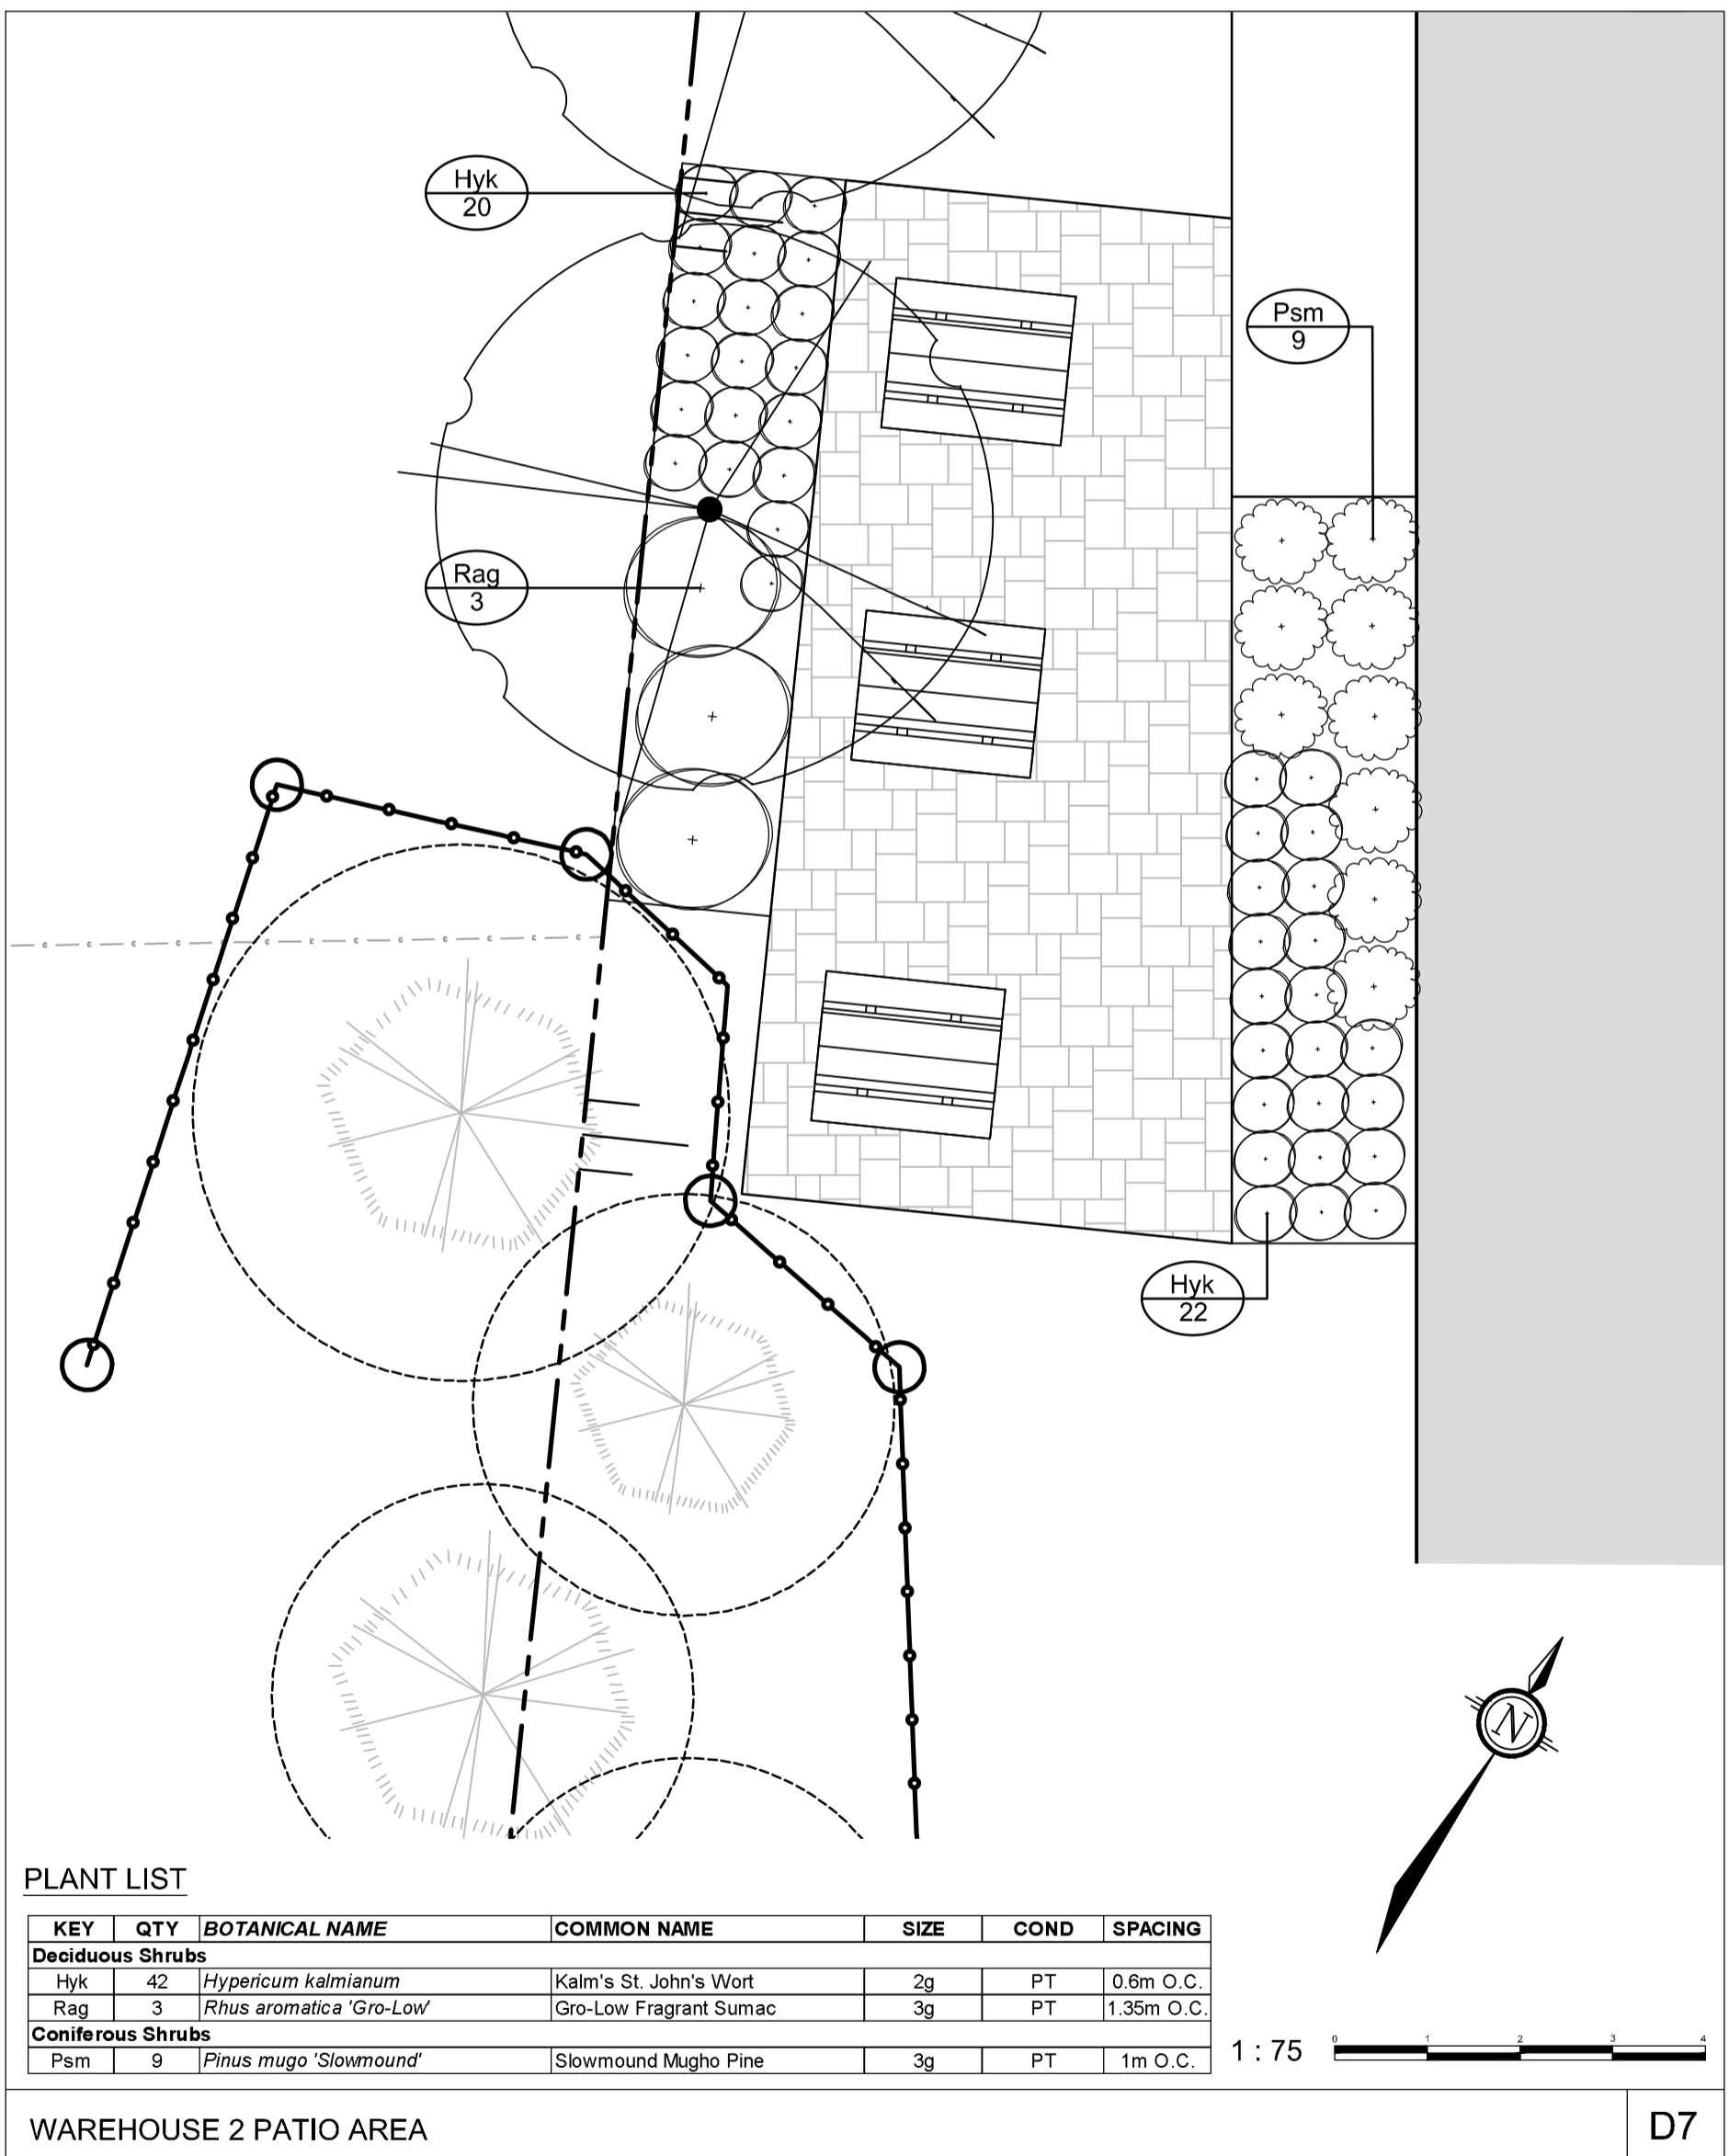 Hyk
20
Psm
9
Rag
3
Hyk
22
N
PLANT LIST
KEY QTY BOTANICAL NAME COMMON NAME SIZE COND SPACING
Deciduous Shrubs
Hyk 42 Hypericum kalmianum Kalm's St. John's Wort 2g PT 0.6m O.C.
Rag 3 Rhus aromatica 'Gro-Low' Gro-Low Fragrant Sumac 3g PT 1.35m O.C.
Coniferous Shrubs
Psm 9 Pinus mugo 'Slowmound' Slowmound Mugho Pine 3g PT 1m O.C.
1 : 75
0 1 2 3 4
WAREHOUSE 2 PATIO AREA D7